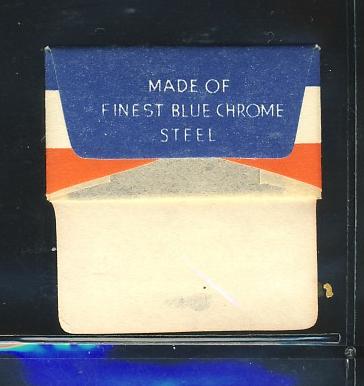 MADE OF
FINEST BLUE CHROME
STEEL